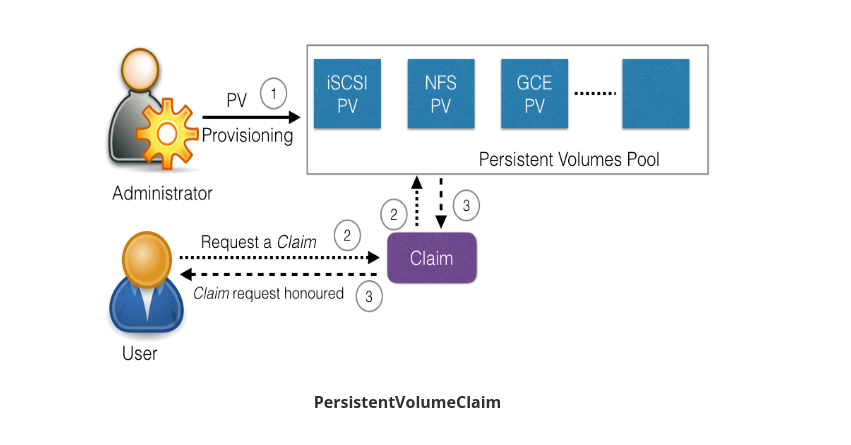 iSCSI
PV
NFS
PV
GCE
PV
PV
1
Provisioning
Persistent Volumes Pool
Administrator
2
3
Request a Claim
2
Claim
Claim request honoured
3
User
PersistentVolumeClaim